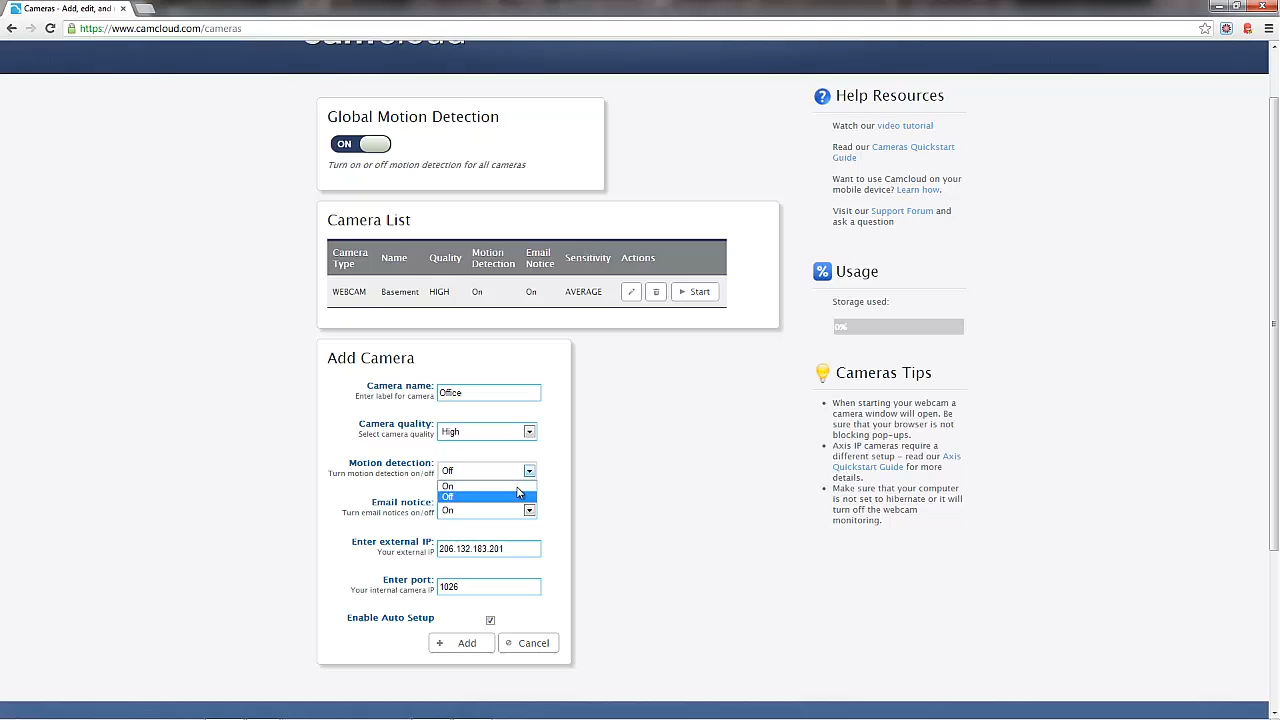 Cameras - Add, edit, and
https://www.camcloud.com/cameras
Global Motion Detection
ON
Turn on or off motion detection for all cameras
Camera List
Camera Type Name Quality Motion Detection Email Notice Sensitivity Actions
WEBCAM Basement HIGH On On AVERAGE Start
Add Camera
Camera name: Office
Enter label for camera
Camera quality: High
Select camera quality
Motion detection: Off
Turn motion detection on/off
On
Off
Email notice: On
Turn email notices on/off
Enter external IP: 206.132.183.201
Your external IP
Enter port: 1026
Your internal camera IP
Enable Auto Setup
Add Cancel
Help Resources
Watch our video tutorial
Read our Cameras Quickstart
Guide
Want to use Camcloud on your
mobile device? Learn how.
Visit our Support Forum and
ask a question
% Usage
Storage used:
0%
Cameras Tips
When starting your webcam a
camera window will open. Be
sure that your browser is not
blocking pop-ups.
Axis IP cameras require a
different setup - read our Axis
Quickstart Guide for more
details.
Make sure that your computer
is not set to hibernate or it will
turn off the webcam
monitoring.